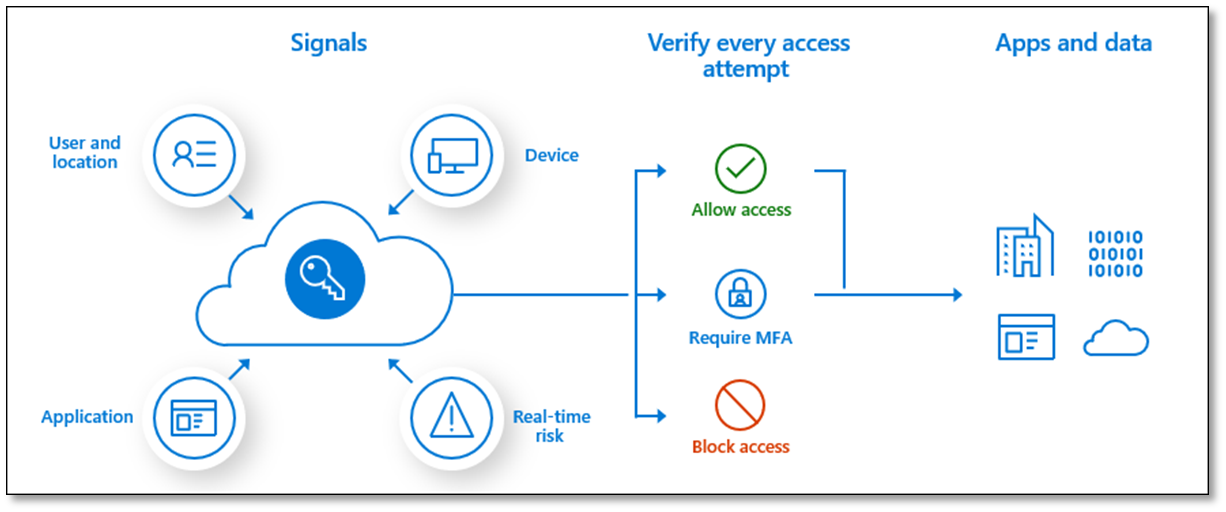 Signals
Verify every access
attempt
Apps and data
User and
location
Device
Allow access
101010
010101
101010
Require MFA
Application
Real-time
risk
Block access